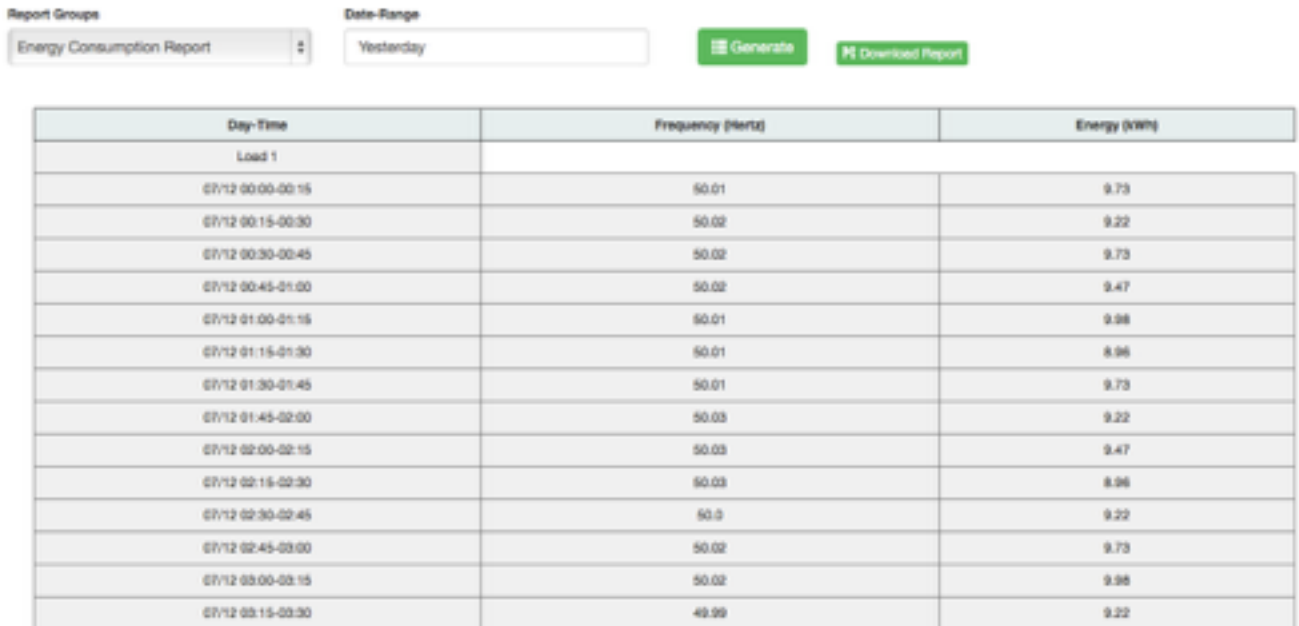 Report Groups Date-Range
Energy Consumption Report Yesterday Generate Download Report
Day-Time Frequency (Hertz) Energy (kWh)
Load 1
07/12 00:00-00:15 50.01 9.73
07/12 00:15-00:30 50.02 9.22
07/12 00:30-00:45 50.02 9.73
07/12 00:45-01:00 50.02 9.47
07/12 01:00-01:15 50.01 9.98
07/12 01:15-01:30 50.01 8.96
07/12 01:30-01:45 50.01 9.73
07/12 01:45-02:00 50.03 9.22
07/12 02:00-02:15 50.03 9.47
07/12 02:15-02:30 50.03 8.96
07/12 02:30-02:45 50.0 9.22
07/12 02:45-03:00 50.02 9.73
07/12 03:00-03:15 50.02 9.98
07/12 03:15-03:30 49.99 9.22